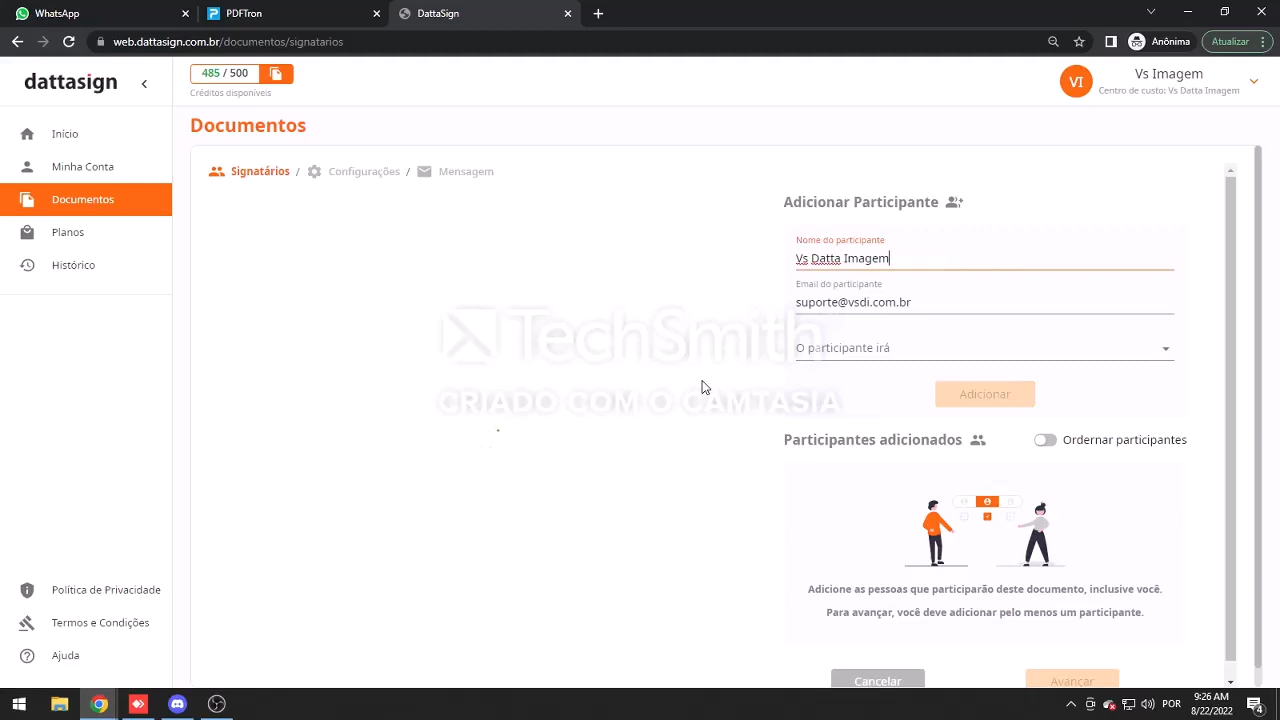 WhatsApp
PDFTron
DattaSign
web.datasign.com.br/documentos/signatarios
Anônima
Atualizar
dattasign
485 / 500
Créditos disponíveis
VI
Vs Imagem
Centro de custo: Vs Datta Imagem
Início
Minha Conta
Documentos
Planos
Histórico
Política de Privacidade
Termos e Condições
Ajuda
Documentos
Signatários / Configurações / Mensagem
Adicionar Participante
Nome do participante
Vs Datta Imagem
Email do participante
suporte@vsdi.com.br
O participante irá
Adicionar
TechSmith
CRIADO COM O CAMTASIA
Participantes adicionados
Ordernar participantes
Adicione as pessoas que participarão deste documento, inclusive você.
Para avançar, você deve adicionar pelo menos um participante.
Cancelar
Avançar
POR
9:26 AM
8/22/2022
4